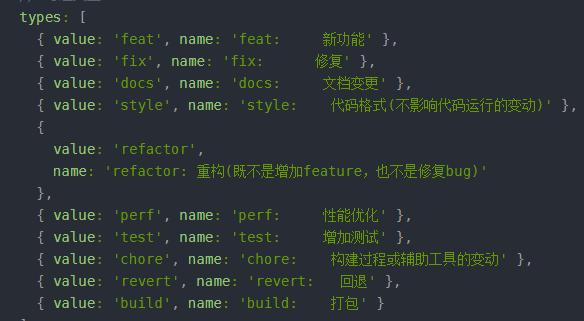 types: [
  { value: 'feat', name: 'feat:     新功能' },
  { value: 'fix', name: 'fix:      修复' },
  { value: 'docs', name: 'docs:     文档变更' },
  { value: 'style', name: 'style:    代码格式(不影响代码运行的变动)' },
  {
    value: 'refactor',
    name: 'refactor: 重构(既不是增加feature，也不是修复bug)'
  },
  { value: 'perf', name: 'perf:     性能优化' },
  { value: 'test', name: 'test:     增加测试' },
  { value: 'chore', name: 'chore:    构建过程或辅助工具的变动' },
  { value: 'revert', name: 'revert:   回退' },
  { value: 'build', name: 'build:    打包' }